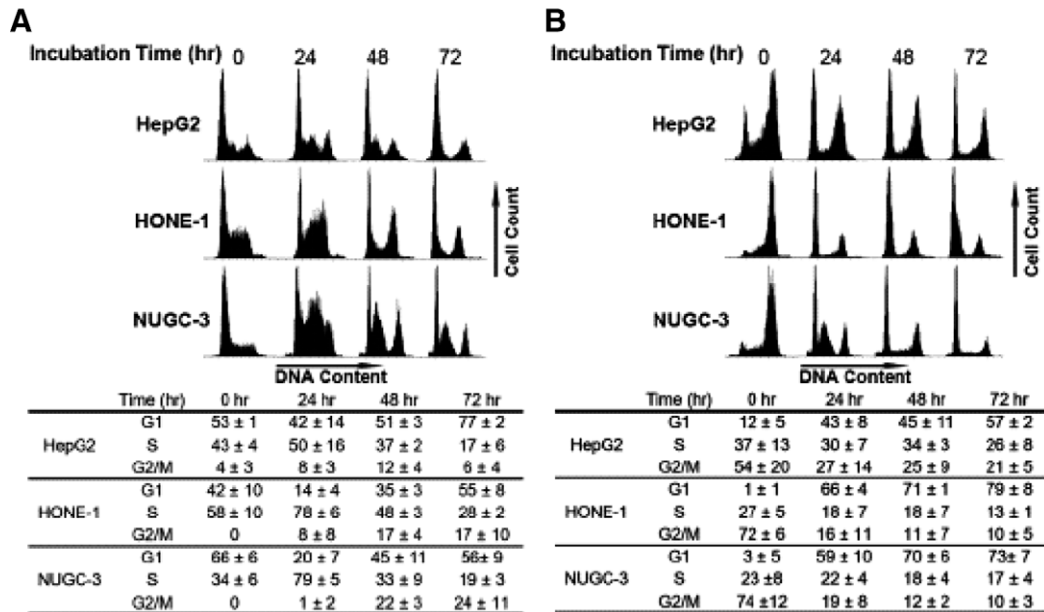 A
Incubation Time (hr) 0 24 48 72
HepG2
HONE-1
NUGC-3
Cell Count
DNA Content
Time (hr) 0 hr 24 hr 48 hr 72 hr
HepG2
G1 53 ± 1 42 ± 14 51 ± 3 77 ± 2
S 43 ± 4 50 ± 16 37 ± 2 17 ± 6
G2/M 4 ± 3 8 ± 3 12 ± 4 6 ± 4
HONE-1
G1 42 ± 10 14 ± 4 35 ± 3 55 ± 8
S 58 ± 10 78 ± 6 48 ± 3 28 ± 2
G2/M 0 8 ± 8 17 ± 4 17 ± 10
NUGC-3
G1 66 ± 6 20 ± 7 45 ± 11 56± 9
S 34 ± 6 79 ± 5 33 ± 9 19 ± 3
G2/M 0 1 ± 2 22 ± 3 24 ± 11
B
Incubation Time (hr) 0 24 48 72
HepG2
HONE-1
NUGC-3
Cell Count
DNA Content
Time (hr) 0 hr 24 hr 48 hr 72 hr
HepG2
G1 12 ± 5 43 ± 8 45 ± 11 57 ± 2
S 37 ± 13 30 ± 7 34 ± 3 26 ± 8
G2/M 54 ± 20 27 ± 14 25 ± 9 21 ± 5
HONE-1
G1 1 ± 1 66 ± 4 71 ± 1 79 ± 8
S 27 ± 5 18 ± 7 18 ± 7 13 ± 1
G2/M 72 ± 6 16 ± 11 11 ± 7 10 ± 5
NUGC-3
G1 3 ± 5 59 ± 10 70 ± 6 73± 7
S 23 ±8 22 ± 4 18 ± 4 17 ± 4
G2/M 74 ±12 19 ± 8 12 ± 2 10 ± 3